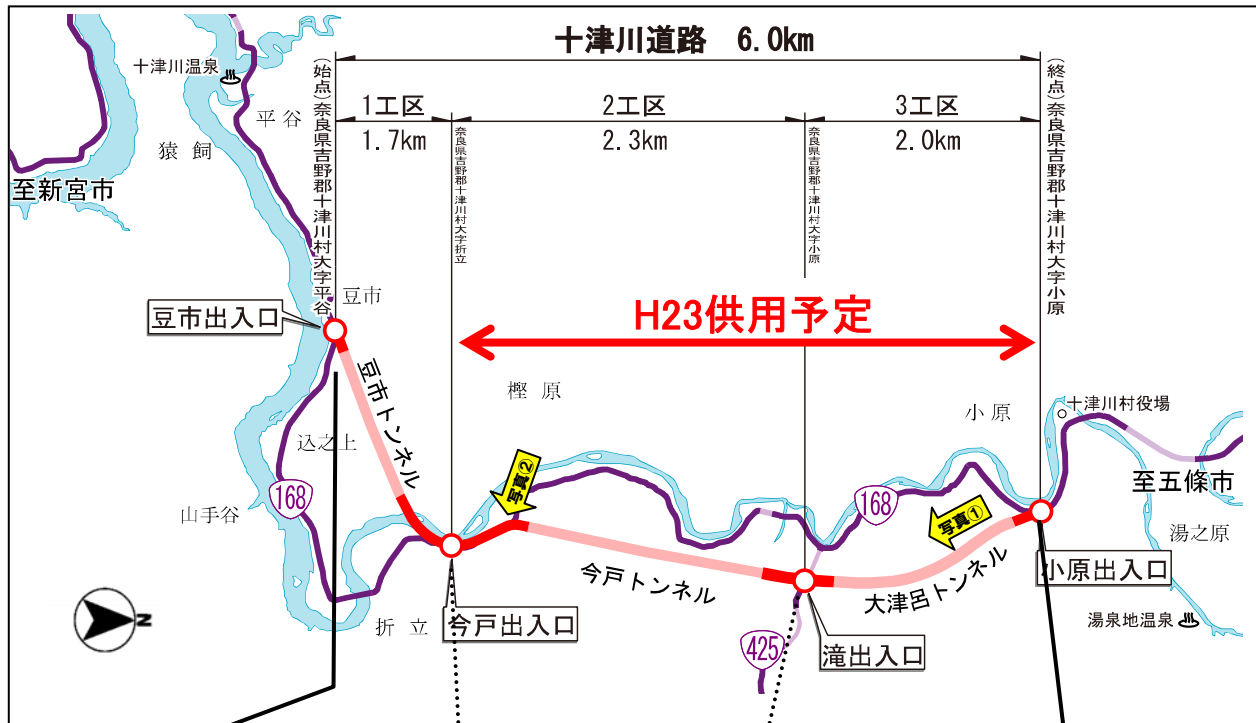 十津川道路 6.0km
1工区
2工区
3工区
1.7km
2.3km
2.0km
(始点)奈良県吉野郡十津川村大字平谷
奈良県吉野郡十津川村大字折立
奈良県吉野郡十津川村大字小原
(終点)奈良県吉野郡十津川村大字小原
十津川温泉
平谷
猿飼
至新宮市
豆市
豆市出入口
H23供用予定
豆市トンネル
樫原
小原
十津川村役場
至五條市
込之上
168
山手谷
写真②
168
写真①
湯之原
今戸トンネル
大津呂トンネル
小原出入口
N
折立
今戸出入口
425
滝出入口
湯泉地温泉